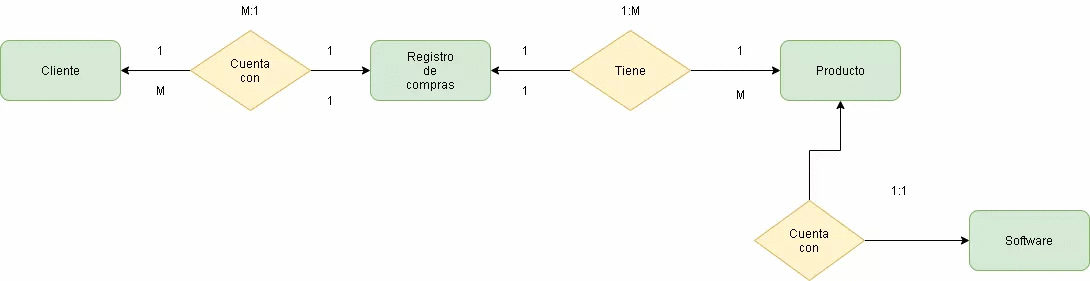 M:1
1:M
1
1
1
1
Cliente
Cuenta
con
Registro
de
compras
Tiene
Producto
M
1
1
M
1:1
Cuenta
con
Software